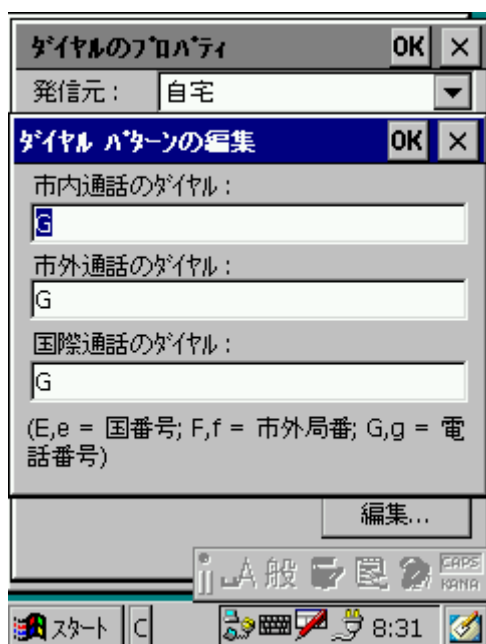 ダイヤルのプロパティ OK ×
発信元： 自宅
ダイヤル パターンの編集 OK ×
市内通話のダイヤル：
G
市外通話のダイヤル：
G
国際通話のダイヤル：
G
(E,e = 国番号; F,f = 市外局番; G,g = 電
話番号)
編集...
A 般 CAPS
KANA
スタート C 8:31